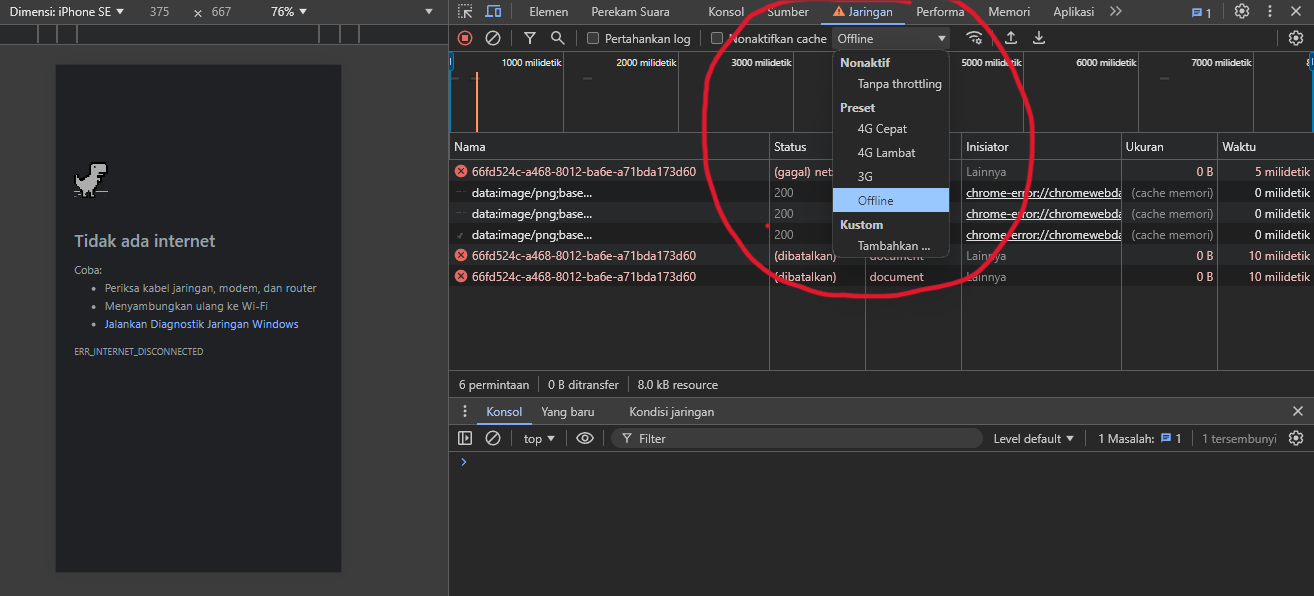 Dimensi: iPhone SE 375 x 667 76%
Elemen Perekam Suara Konsol Sumber Jaringan Performa Memori Aplikasi 1
Pertahankan log Nonaktifkan cache Offline
Nonaktif
Tanpa throttling
Preset
4G Cepat
4G Lambat
3G
Offline
Kustom
Tambahkan ...
1000 milidetik 2000 milidetik 3000 milidetik 5000 milidetik 6000 milidetik 7000 milidetik
Nama Status Inisiator Ukuran Waktu
66fd524c-a468-8012-ba6e-a71bda173d60 (gagal) net: Lainnya 0 B 5 milidetik
data:image/png;base... 200 chrome-error://chromewebda (cache memori) 0 milidetik
data:image/png;base... 200 chrome-error://chromewebda (cache memori) 0 milidetik
data:image/png;base... 200 chrome-error://chromewebda (cache memori) 0 milidetik
66fd524c-a468-8012-ba6e-a71bda173d60 (dibatalkan) document Lainnya 0 B 10 milidetik
66fd524c-a468-8012-ba6e-a71bda173d60 (dibatalkan) document Lainnya 0 B 10 milidetik
6 permintaan 0 B ditransfer 8.0 kB resource
Konsol Yang baru Kondisi jaringan
top Filter Level default 1 Masalah: 1 1 tersembunyi
Tidak ada internet
Coba:
Periksa kabel jaringan, modem, dan router
Menyambungkan ulang ke Wi-Fi
Jalankan Diagnostik Jaringan Windows
ERR_INTERNET_DISCONNECTED